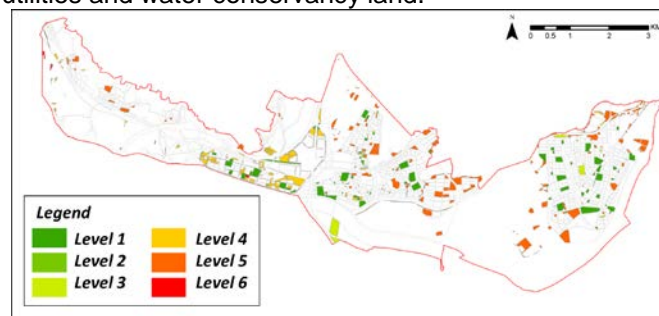 utilities and water conservancy land.
N
0 0.5 1 2 3
Legend
Level 1 Level 4
Level 2 Level 5
Level 3 Level 6